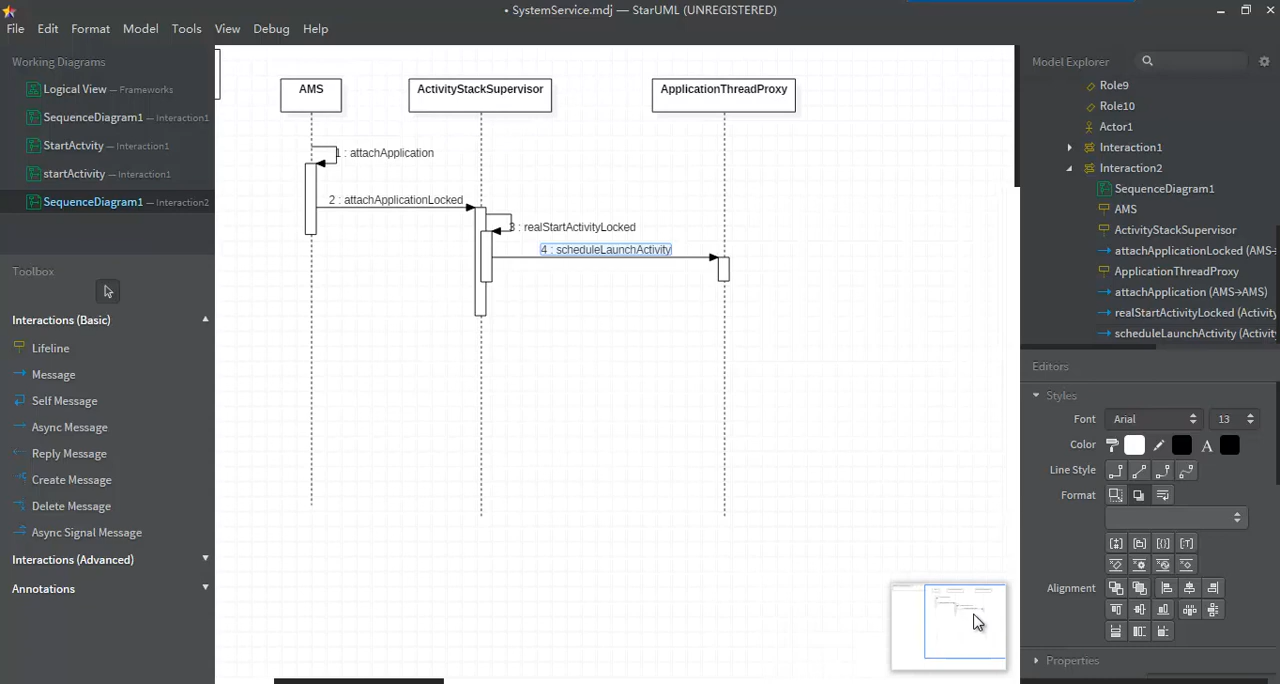 • SystemService.mdj — StarUML (UNREGISTERED)
File Edit Format Model Tools View Debug Help
Working Diagrams
Logical View — Frameworks
SequenceDiagram1 — Interaction1
StartActvity — Interaction1
startActivity — Interaction1
SequenceDiagram1 — Interaction2
Toolbox
Interactions (Basic)
Lifeline
Message
Self Message
Async Message
Reply Message
Create Message
Delete Message
Async Signal Message
Interactions (Advanced)
Annotations
AMS
ActivityStackSupervisor
ApplicationThreadProxy
1 : attachApplication
2 : attachApplicationLocked
3 : realStartActivityLocked
4 : scheduleLaunchActivity
Model Explorer
Role9
Role10
Actor1
Interaction1
Interaction2
SequenceDiagram1
AMS
ActivityStackSupervisor
attachApplicationLocked (AMS→
ApplicationThreadProxy
attachApplication (AMS→AMS)
realStartActivityLocked (Activity
scheduleLaunchActivity (Activit
Editors
Styles
Font Arial 13
Color A
Line Style
Format
Alignment
Properties